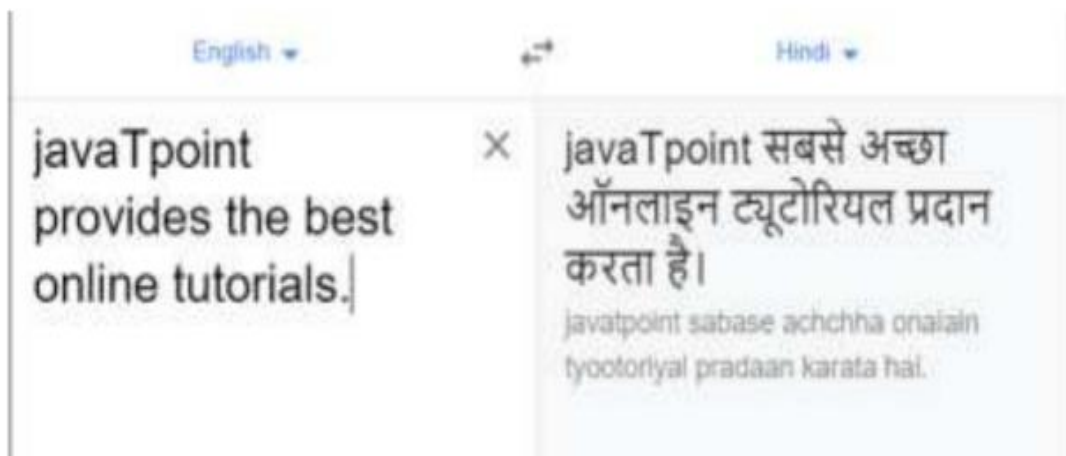 English
Hindi
javaTpoint
provides the best
online tutorials.
javaTpoint सबसे अच्छा
ऑनलाइन ट्यूटोरियल प्रदान
करता है।
javatpoint sabase achchha onalain
tyootoriyal pradaan karata hai.